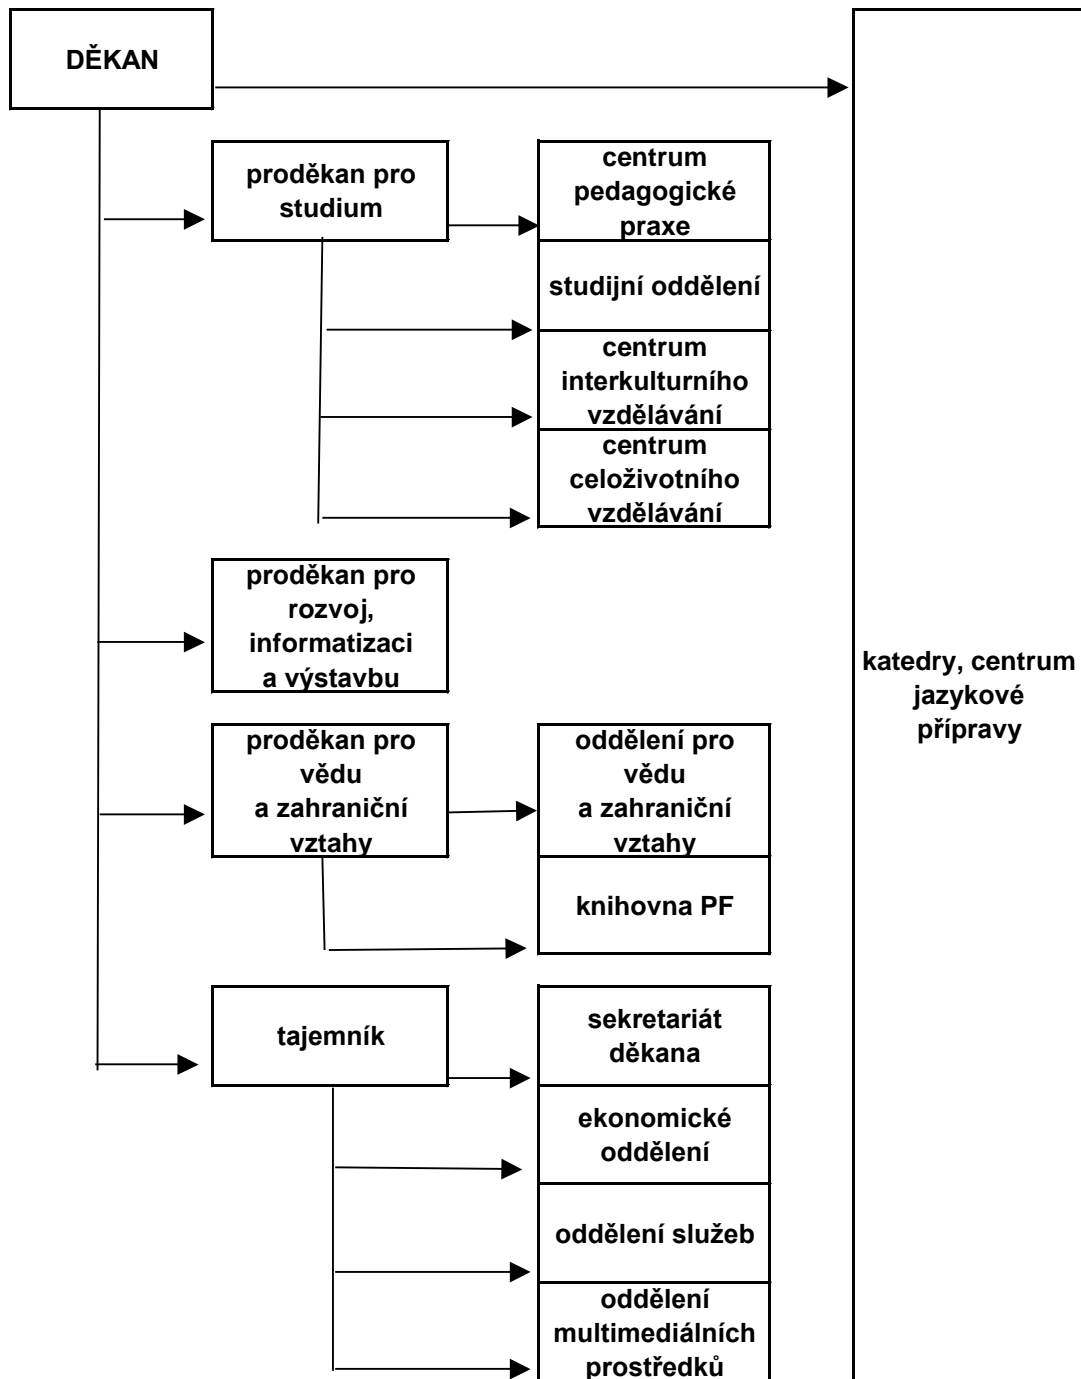 DĚKAN
proděkan pro
studium
centrum
pedagogické
praxe
studijní oddělení
centrum
interkulturního
vzdělávání
centrum
celoživotního
vzdělávání
proděkan pro
rozvoj,
informatizaci
a výstavbu
katedry, centrum
jazykové
přípravy
proděkan pro
vědu
a zahraniční
vztahy
oddělení pro
vědu
a zahraniční
vztahy
knihovna PF
tajemník
sekretariát
děkana
ekonomické
oddělení
oddělení služeb
oddělení
multimediálních
prostředků